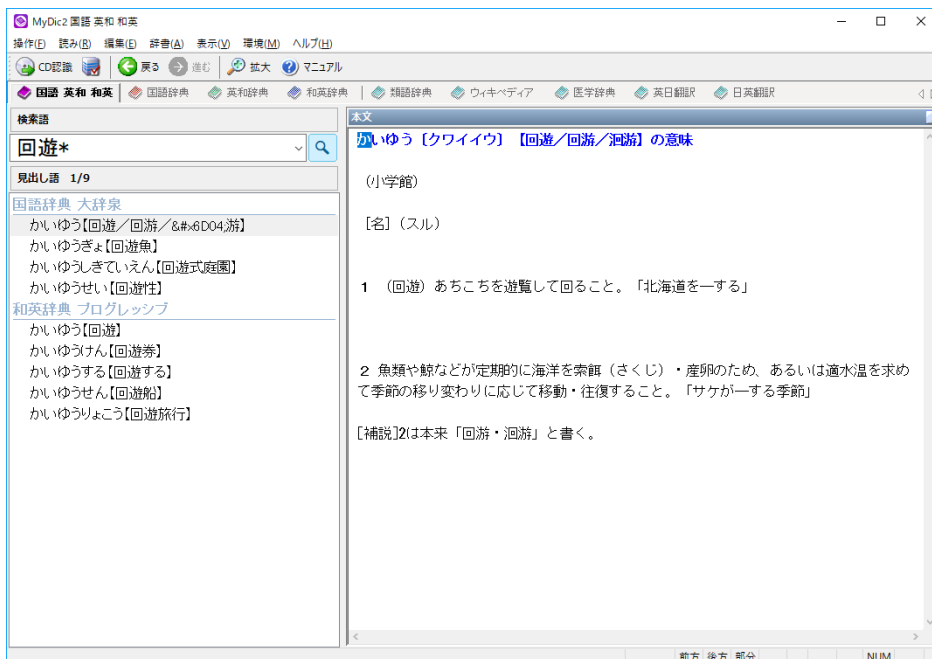 MyDic2 国語 英和 和英
操作(F) 読み(R) 編集(E) 辞書(A) 表示(V) 環境(M) ヘルプ(H)
CD認識 戻る 進む 拡大 マニュアル
国語 英和 和英 国語辞典 英和辞典 和英辞典 類語辞典 ウィキペディア 医学辞典 英日翻訳 日英翻訳
検索語
回遊*
見出し語 1/9
国語辞典 大辞泉
かいゆう【回遊／回游／&#x6D04;游】
かいゆうぎょ【回遊魚】
かいゆうしきていえん【回遊式庭園】
かいゆうせい【回遊性】
和英辞典 プログレッシブ
かいゆう【回遊】
かいゆうけん【回遊券】
かいゆうする【回遊する】
かいゆうせん【回遊船】
かいゆうりょこう【回遊旅行】
本文
かいゆう〔クワイイウ〕【回遊／回游／洄游】の意味
（小学館）
［名］（スル）
１ （回遊）あちこちを遊覧して回ること。「北海道を―する」
２ 魚類や鯨などが定期的に海洋を索餌（さくじ）・産卵のため、あるいは適水温を求め
て季節の移り変わりに応じて移動・往復すること。「サケが―する季節」
[補説]2は本来「回游・洄游」と書く。
前方 後方 部分 NUM